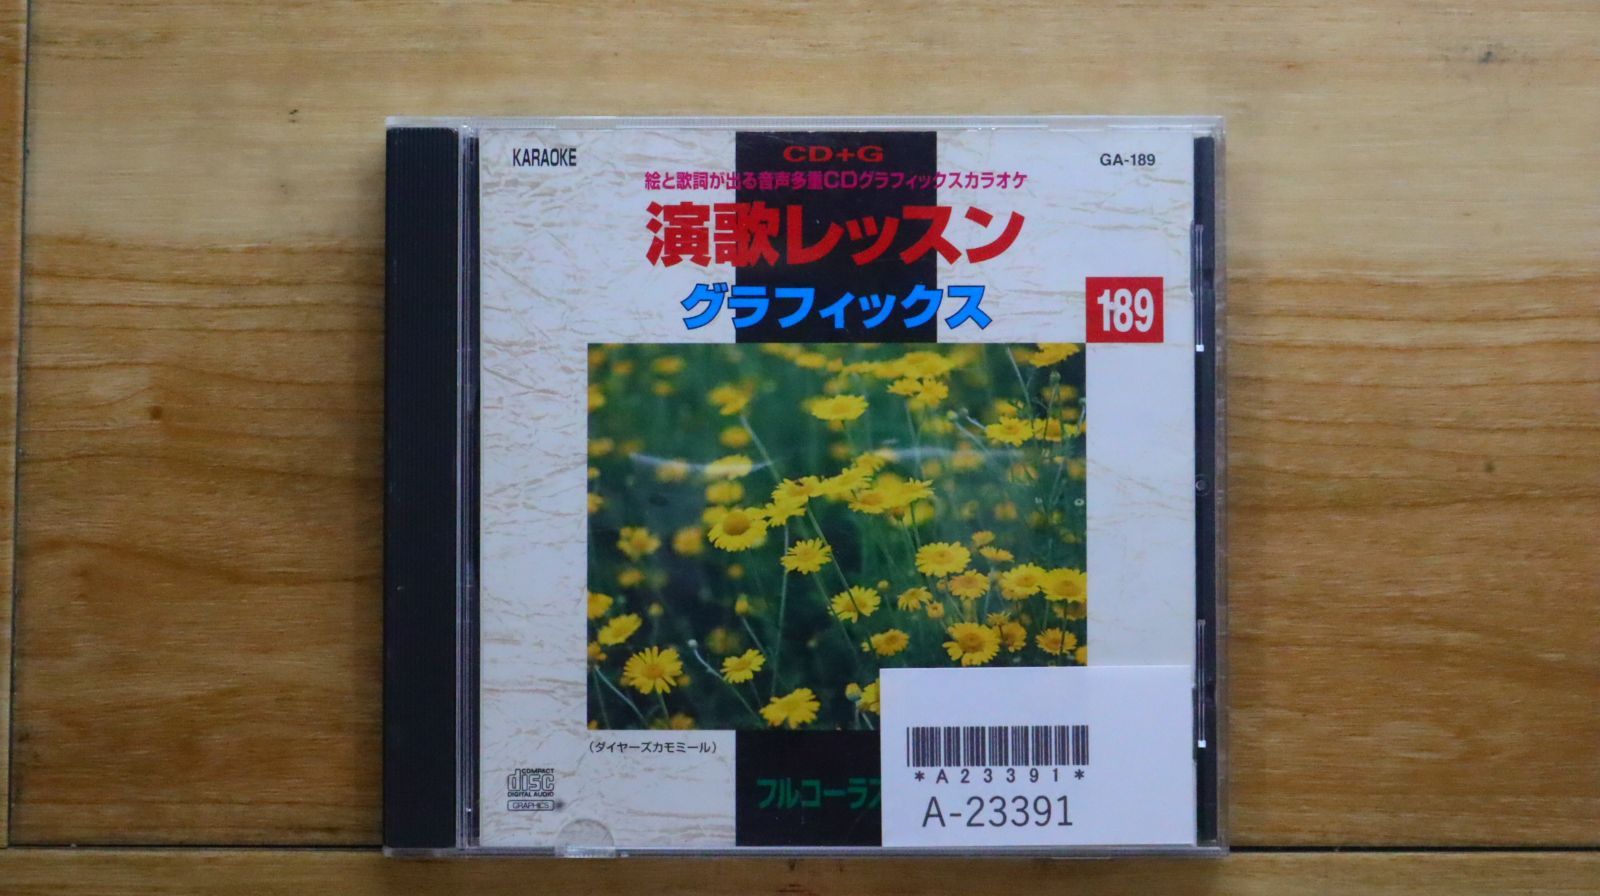 KARAOKE
CD+G
GA-189
絵と歌詞が出る音声多重CDグラフィックスカラオケ
演歌レッスン
グラフィックス
189
(ダイヤーズカモミール)
COMPACT
disc
DIGITAL AUDIO
GRAPHICS
フルコーラス
*A23391*
A-23391